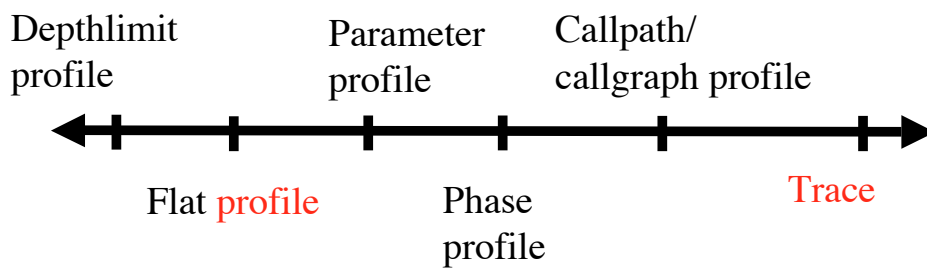 Depthlimit
profile
Parameter
profile
Callpath/
callgraph profile
Flat profile
Phase
profile
Trace